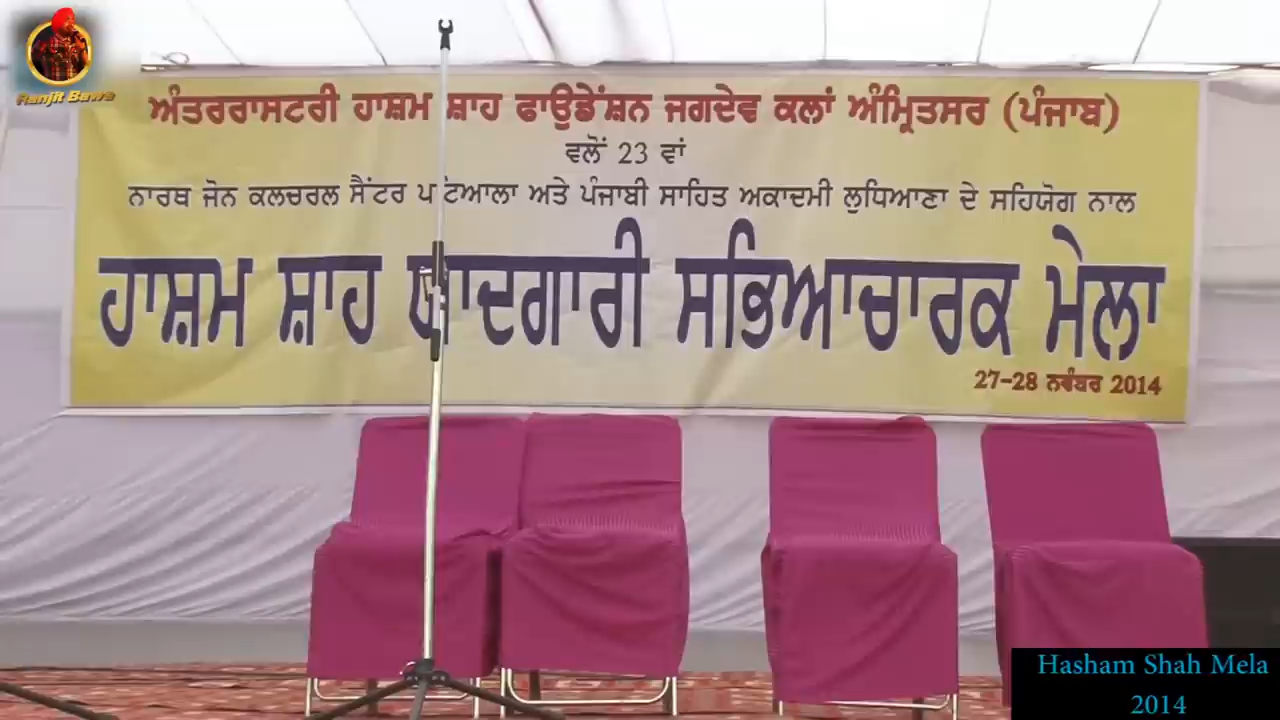 Ranjit Bawa
ਅੰਤਰਰਾਸਟਰੀ ਹਾਸ਼ਮ ਸ਼ਾਹ ਫਾਉਂਡੇਸ਼ਨ ਜਗਦੇਵ ਕਲਾਂ ਅੰਮ੍ਰਿਤਸਰ (ਪੰਜਾਬ)
ਵਲੋਂ 23 ਵਾਂ
ਨਾਰਥ ਜੋਨ ਕਲਚਰਲ ਸੈਂਟਰ ਪਟਿਆਲਾ ਅਤੇ ਪੰਜਾਬੀ ਸਾਹਿਤ ਅਕਾਦਮੀ ਲੁਧਿਆਣਾ ਦੇ ਸਹਿਯੋਗ ਨਾਲ
ਹਾਸ਼ਮ ਸ਼ਾਹ ਯਾਦਗਾਰੀ ਸਭਿਆਚਾਰਕ ਮੇਲਾ
27-28 ਨਵੰਬਰ 2014
Hasham Shah Mela
2014